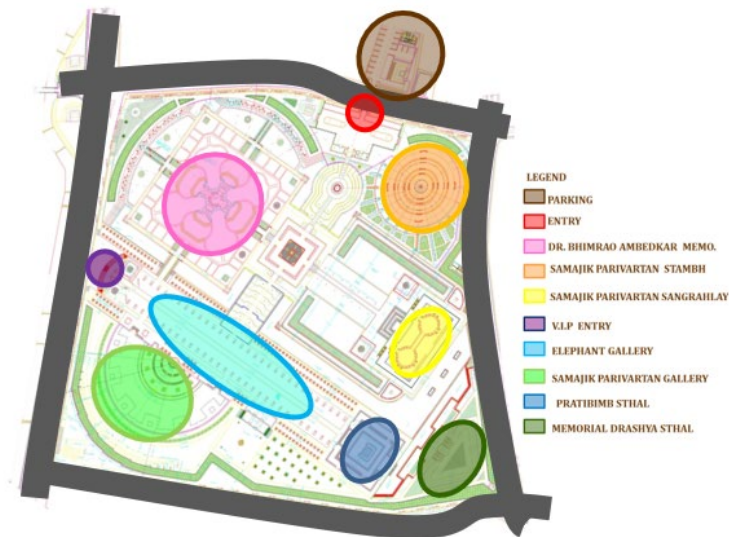 LEGEND
PARKING
ENTRY
DR. BHIMRAO AMBEDKAR MEMO.
SAMAJIK PARIVARTAN STAMBH
SAMAJIK PARIVARTAN SANGRAHLAY
V.I.P ENTRY
ELEPHANT GALLERY
SAMAJIK PARIVARTAN GALLERY
PRATIBIMB STHAL
MEMORIAL DRASHYA STHAL